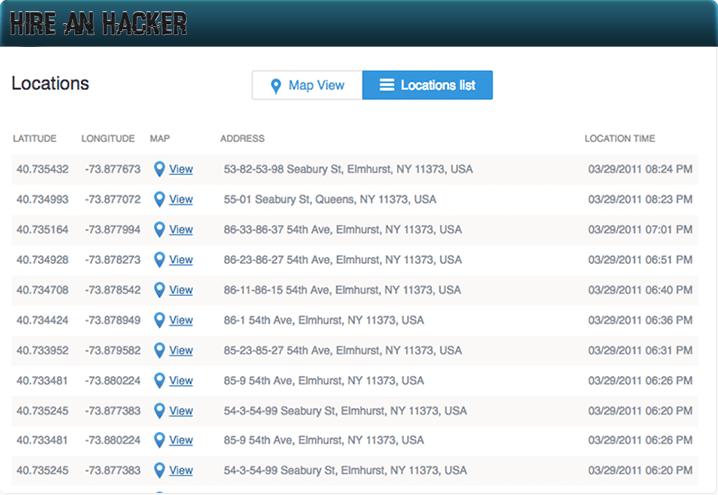 HIRE AN HACKER
Locations
Map View
Locations list
LATITUDE LONGITUDE MAP ADDRESS LOCATION TIME
40.735432 -73.877673 View 53-82-53-98 Seabury St, Elmhurst, NY 11373, USA 03/29/2011 08:24 PM
40.734993 -73.877072 View 55-01 Seabury St, Queens, NY 11373, USA 03/29/2011 08:23 PM
40.735164 -73.877994 View 86-33-86-37 54th Ave, Elmhurst, NY 11373, USA 03/29/2011 07:01 PM
40.734928 -73.878273 View 86-23-86-27 54th Ave, Elmhurst, NY 11373, USA 03/29/2011 06:51 PM
40.734708 -73.878542 View 86-11-86-15 54th Ave, Elmhurst, NY 11373, USA 03/29/2011 06:40 PM
40.734424 -73.878949 View 86-1 54th Ave, Elmhurst, NY 11373, USA 03/29/2011 06:36 PM
40.733952 -73.879582 View 85-23-85-27 54th Ave, Elmhurst, NY 11373, USA 03/29/2011 06:31 PM
40.733481 -73.880224 View 85-9 54th Ave, Elmhurst, NY 11373, USA 03/29/2011 06:26 PM
40.735245 -73.877383 View 54-3-54-99 Seabury St, Elmhurst, NY 11373, USA 03/29/2011 06:20 PM
40.733481 -73.880224 View 85-9 54th Ave, Elmhurst, NY 11373, USA 03/29/2011 06:26 PM
40.735245 -73.877383 View 54-3-54-99 Seabury St, Elmhurst, NY 11373, USA 03/29/2011 06:20 PM